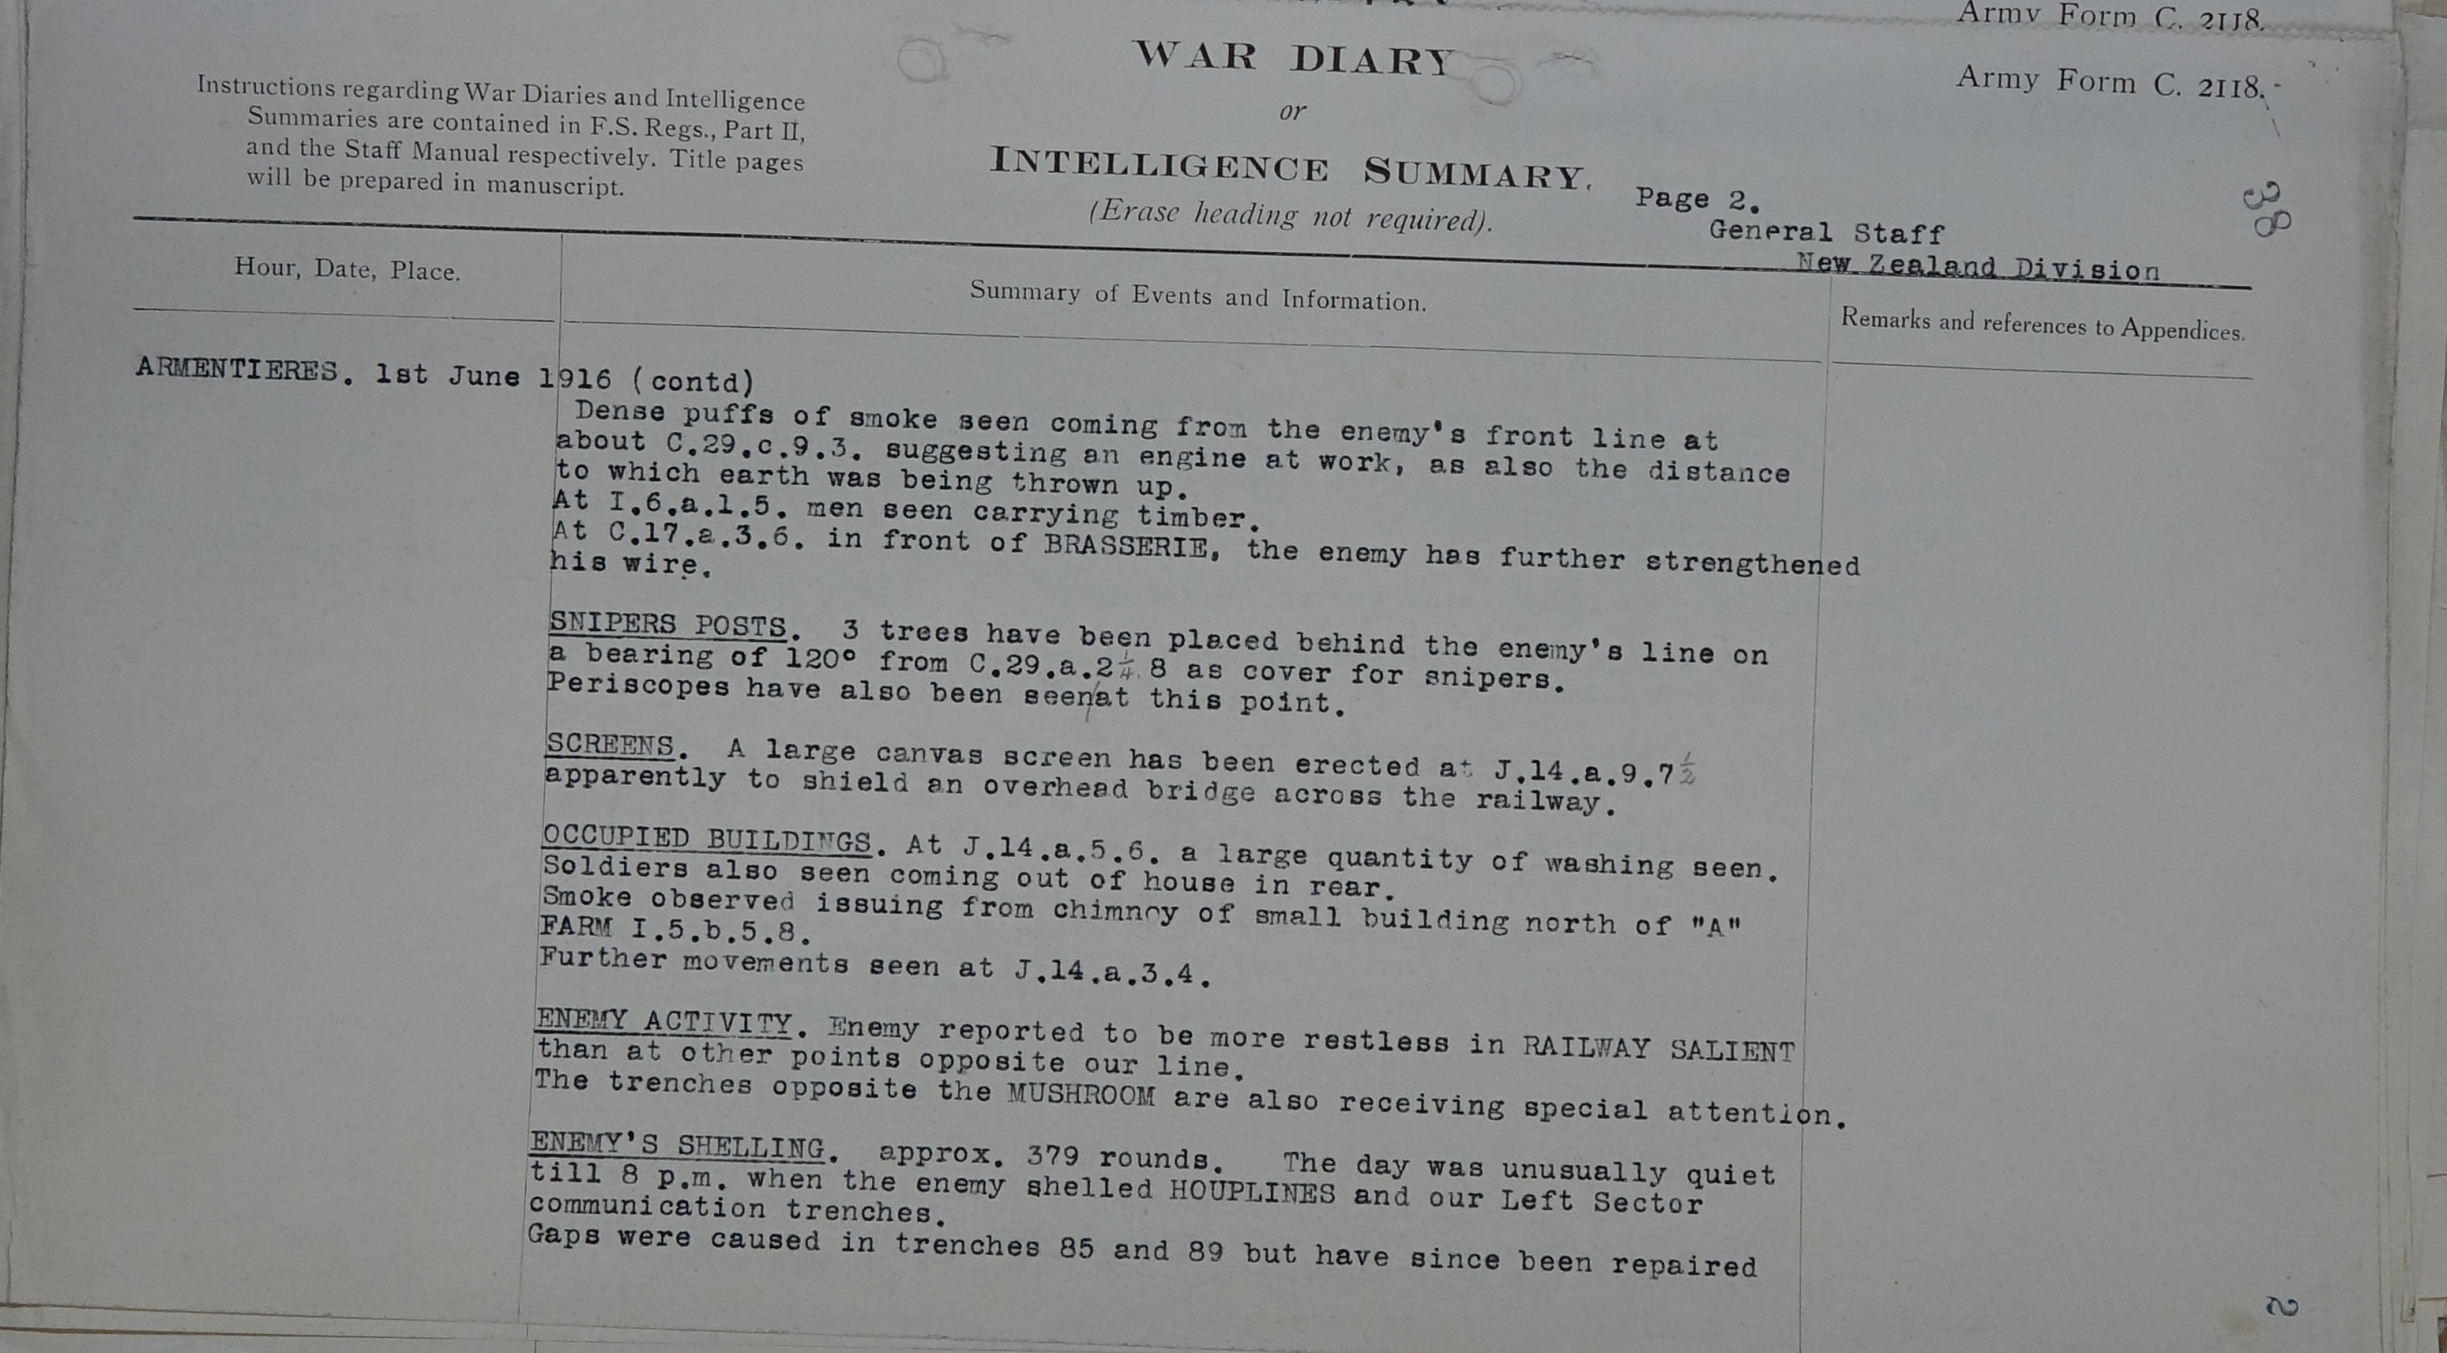 Army Form C. 2118.
WAR DIARY
Army Form C. 2118.
or
Instructions regarding War Diaries and Intelligence
Summaries are contained in F.S. Regs., Part II,
and the Staff Manual respectively. Title pages
will be prepared in manuscript.
INTELLIGENCE SUMMARY.
(Erase heading not required).
Page 2.
General Staff
New Zealand Division
38
Hour, Date, Place.
Summary of Events and Information.
Remarks and references to Appendices.
ARMENTIERES. 1st June 1916 (contd)
Dense puffs of smoke seen coming from the enemy's front line at
about C.29.c.9.3. suggesting an engine at work, as also the distance
to which earth was being thrown up.
At I.6.a.1.5. men seen carrying timber.
At C.17.a.3.6. in front of BRASSERIE, the enemy has further strengthened
his wire.
SNIPERS POSTS. 3 trees have been placed behind the enemy's line on
a bearing of 120° from C.29.a.2¼.8 as cover for snipers.
Periscopes have also been seen/at this point.
SCREENS. A large canvas screen has been erected at J.14.a.9.7½
apparently to shield an overhead bridge across the railway.
OCCUPIED BUILDINGS. At J.14.a.5.6. a large quantity of washing seen.
Soldiers also seen coming out of house in rear.
Smoke observed issuing from chimney of small building north of "A"
FARM I.5.b.5.8.
Further movements seen at J.14.a.3.4.
ENEMY ACTIVITY. Enemy reported to be more restless in RAILWAY SALIENT
than at other points opposite our line.
The trenches opposite the MUSHROOM are also receiving special attention.
ENEMY'S SHELLING. approx. 379 rounds. The day was unusually quiet
till 8 p.m. when the enemy shelled HOUPLINES and our Left Sector
communication trenches.
Gaps were caused in trenches 85 and 89 but have since been repaired
2